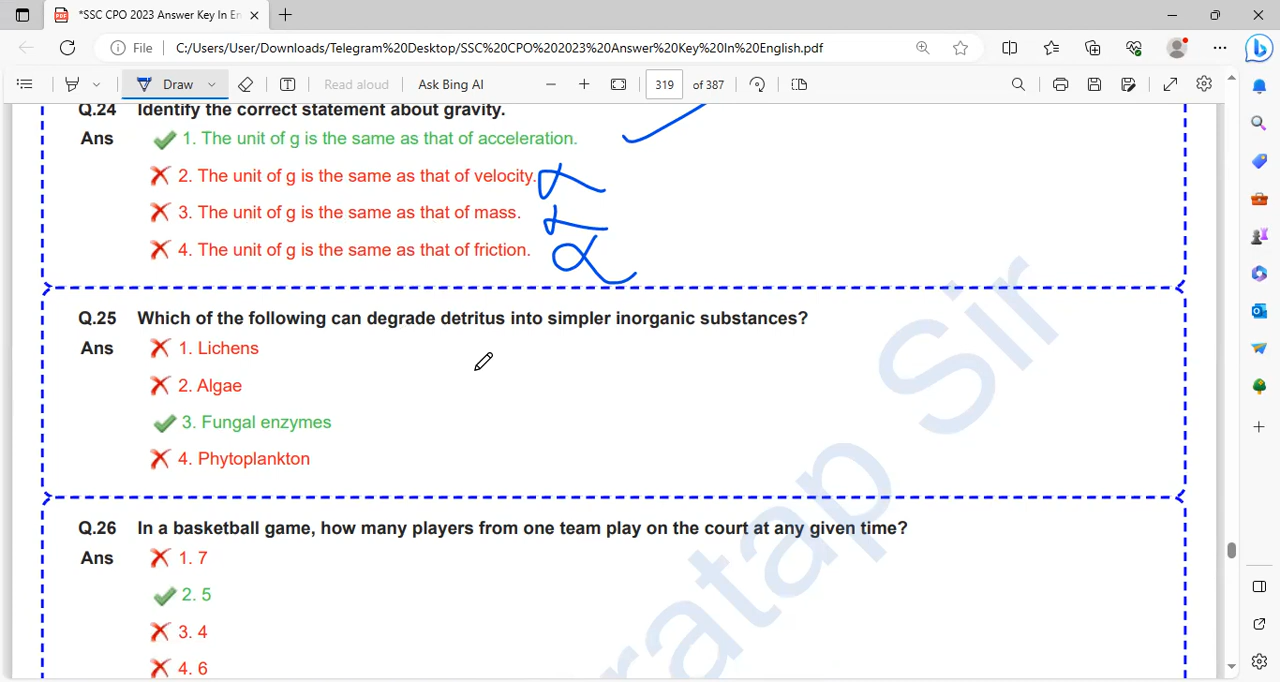 *SSC CPO 2023 Answer Key In En
File
C:/Users/User/Downloads/Telegram%20Desktop/SSC%20CPO%202023%20Answer%20Key%20In%20English.pdf
Draw
Read aloud
Ask Bing AI
319 of 387
Q.24 Identify the correct statement about gravity.
Ans 1. The unit of g is the same as that of acceleration.
2. The unit of g is the same as that of velocity.
3. The unit of g is the same as that of mass.
4. The unit of g is the same as that of friction.
Q.25 Which of the following can degrade detritus into simpler inorganic substances?
Ans 1. Lichens
2. Algae
3. Fungal enzymes
4. Phytoplankton
Q.26 In a basketball game, how many players from one team play on the court at any given time?
Ans 1. 7
2. 5
3. 4
4. 6
ratap Sir